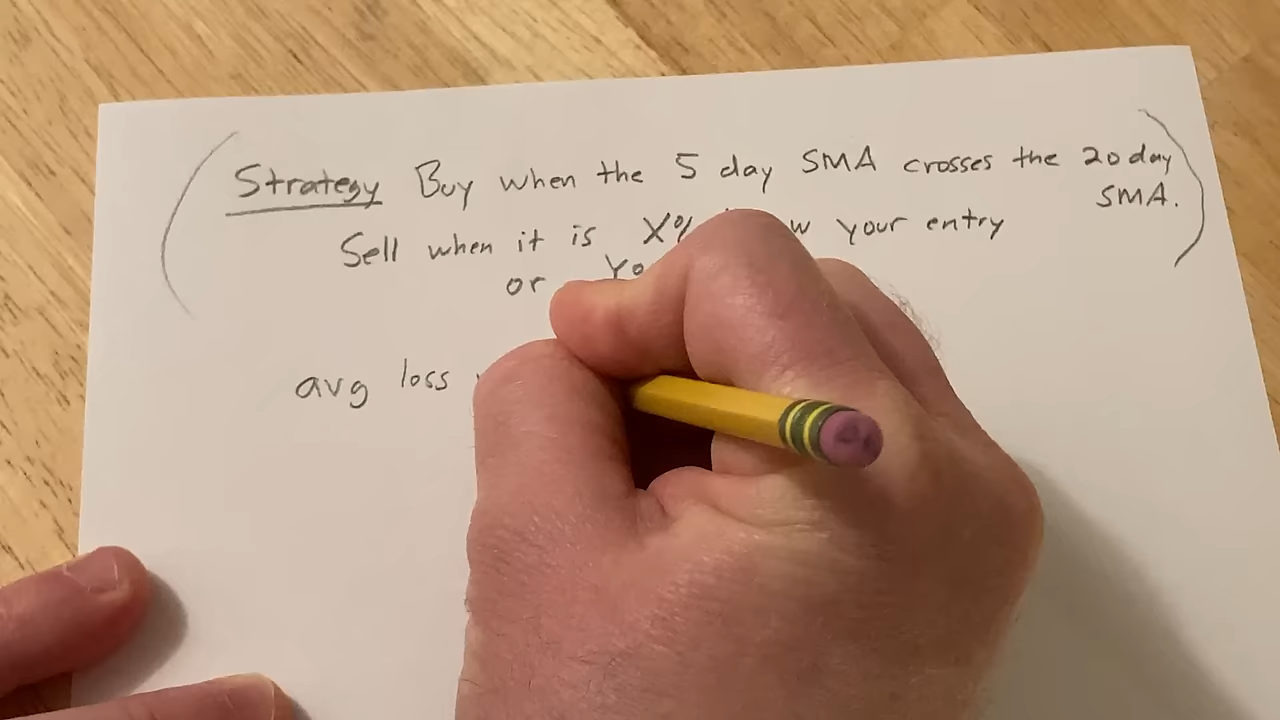 Strategy Buy when the 5 day SMA crosses the 20 day
SMA.
Sell when it is X% your entry
or
avg loss